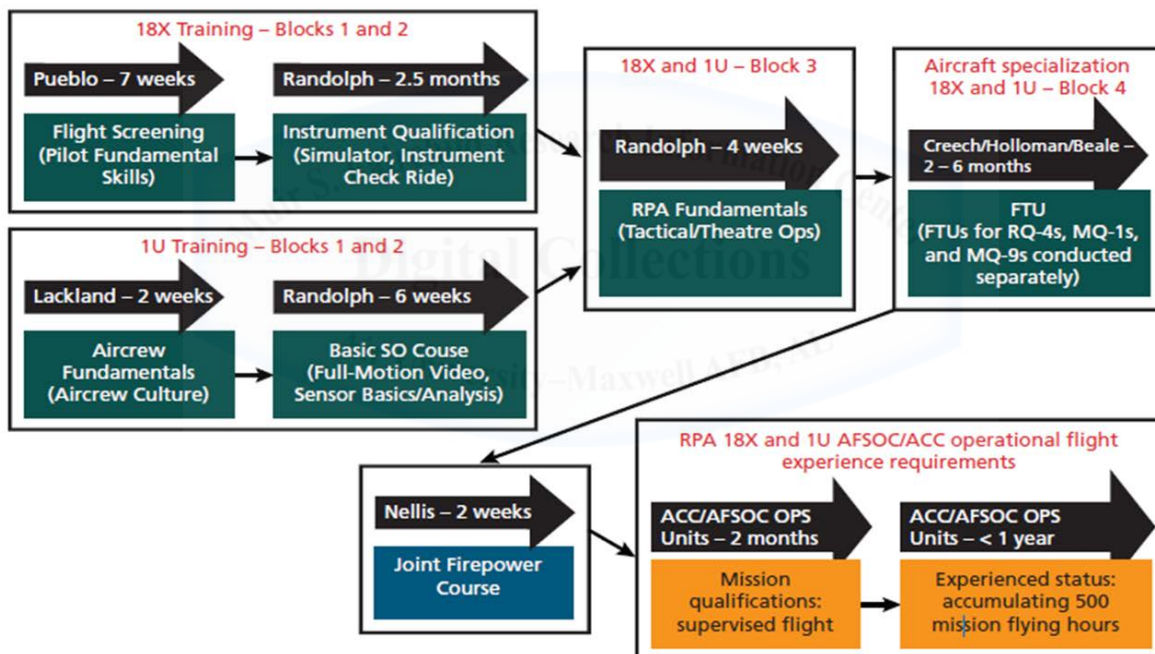 18X Training – Blocks 1 and 2
Pueblo – 7 weeks
Flight Screening
(Pilot Fundamental
Skills)
Randolph – 2.5 months
Instrument Qualification
(Simulator, Instrument
Check Ride)
1U Training – Blocks 1 and 2
Lackland – 2 weeks
Aircrew
Fundamentals
(Aircrew Culture)
Randolph – 6 weeks
Basic SO Couse
(Full-Motion Video,
Sensor Basics/Analysis)
18X and 1U – Block 3
Randolph – 4 weeks
RPA Fundamentals
(Tactical/Theatre Ops)
Aircraft specialization
18X and 1U – Block 4
Creech/Holloman/Beale –
2 – 6 months
FTU
(FTUs for RQ-4s, MQ-1s,
and MQ-9s conducted
separately)
Nellis – 2 weeks
Joint Firepower
Course
RPA 18X and 1U AFSOC/ACC operational flight
experience requirements
ACC/AFSOC OPS
Units – 2 months
Mission
qualifications:
supervised flight
ACC/AFSOC OPS
Units – < 1 year
Experienced status:
accumulating 500
mission flying hours
Digital Collections
Maxwell AFB, AL